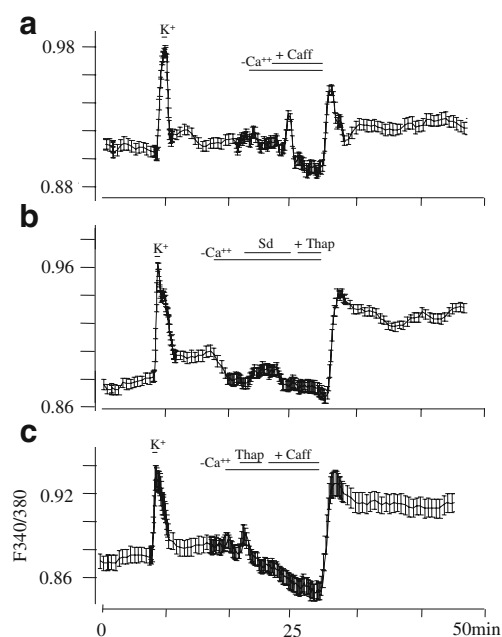 a
K+
0.98
+ Caff
-Ca++
0.88
b
K+
Sd
+ Thap
-Ca++
0.96
0.86
c
K+
Thap
+ Caff
-Ca++
0.92
F340/380
0.86
0
25
50min